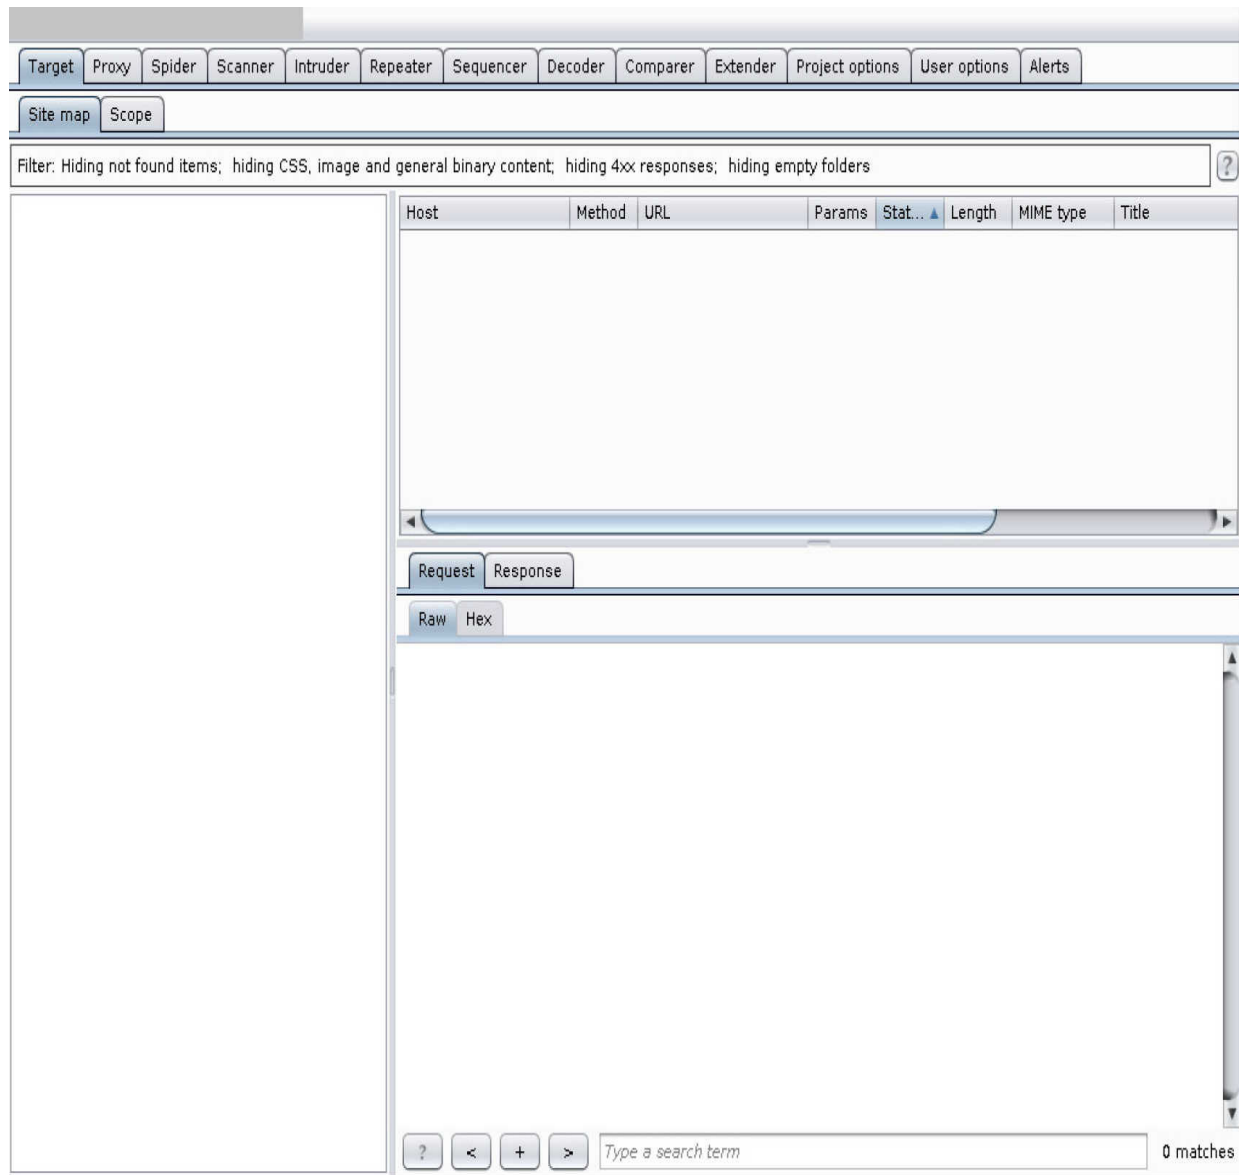 Target Proxy Spider Scanner Intruder Repeater Sequencer Decoder Comparer Extender Project options User options Alerts
Site map Scope
Filter: Hiding not found items; hiding CSS, image and general binary content; hiding 4xx responses; hiding empty folders ?
Host Method URL Params Stat... Length MIME type Title
Request Response
Raw Hex
? < + > Type a search term 0 matches